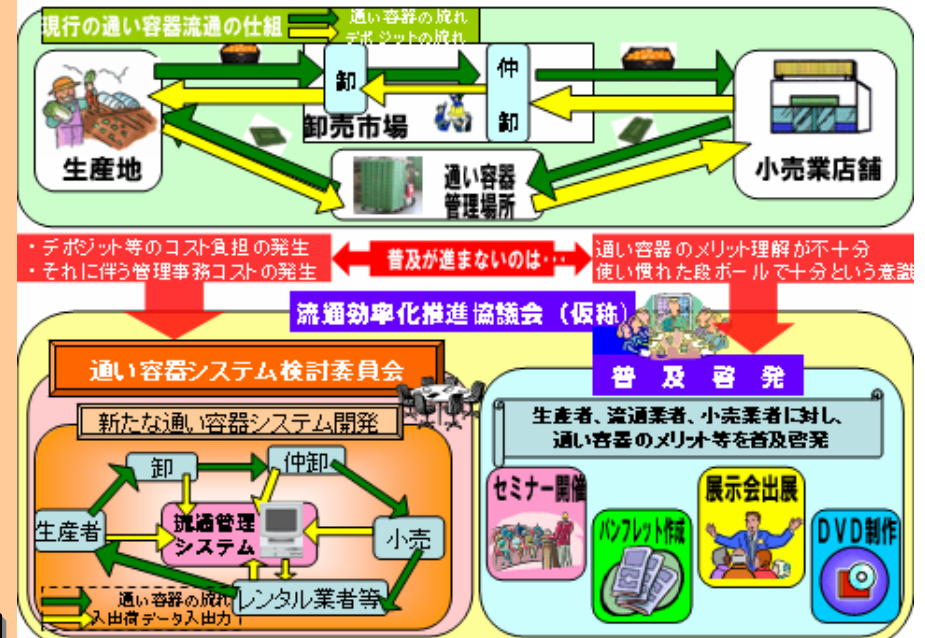 現行の通い容器流通の仕組
通い容器の流れ
デポジットの流れ
生産地
卸
仲卸
卸売市場
通い容器
管理場所
小売業店舗
・デポジット等のコスト負担の発生
・それに伴う管理事務コストの発生
普及が進まないのは…
通い容器のメリット理解が不十分
使い慣れた段ボールで十分という意識
流通効率化推進協議会（仮称）
通い容器システム検討委員会
新たな通い容器システム開発
卸
仲卸
生産者
流通管理
システム
小売
レンタル業者等
通い容器の流れ
入出荷データ入出力
普及啓発
生産者、流通業者、小売業者に対し、
通い容器のメリット等を普及啓発
セミナー開催
パンフレット作成
展示会出展
DVD制作